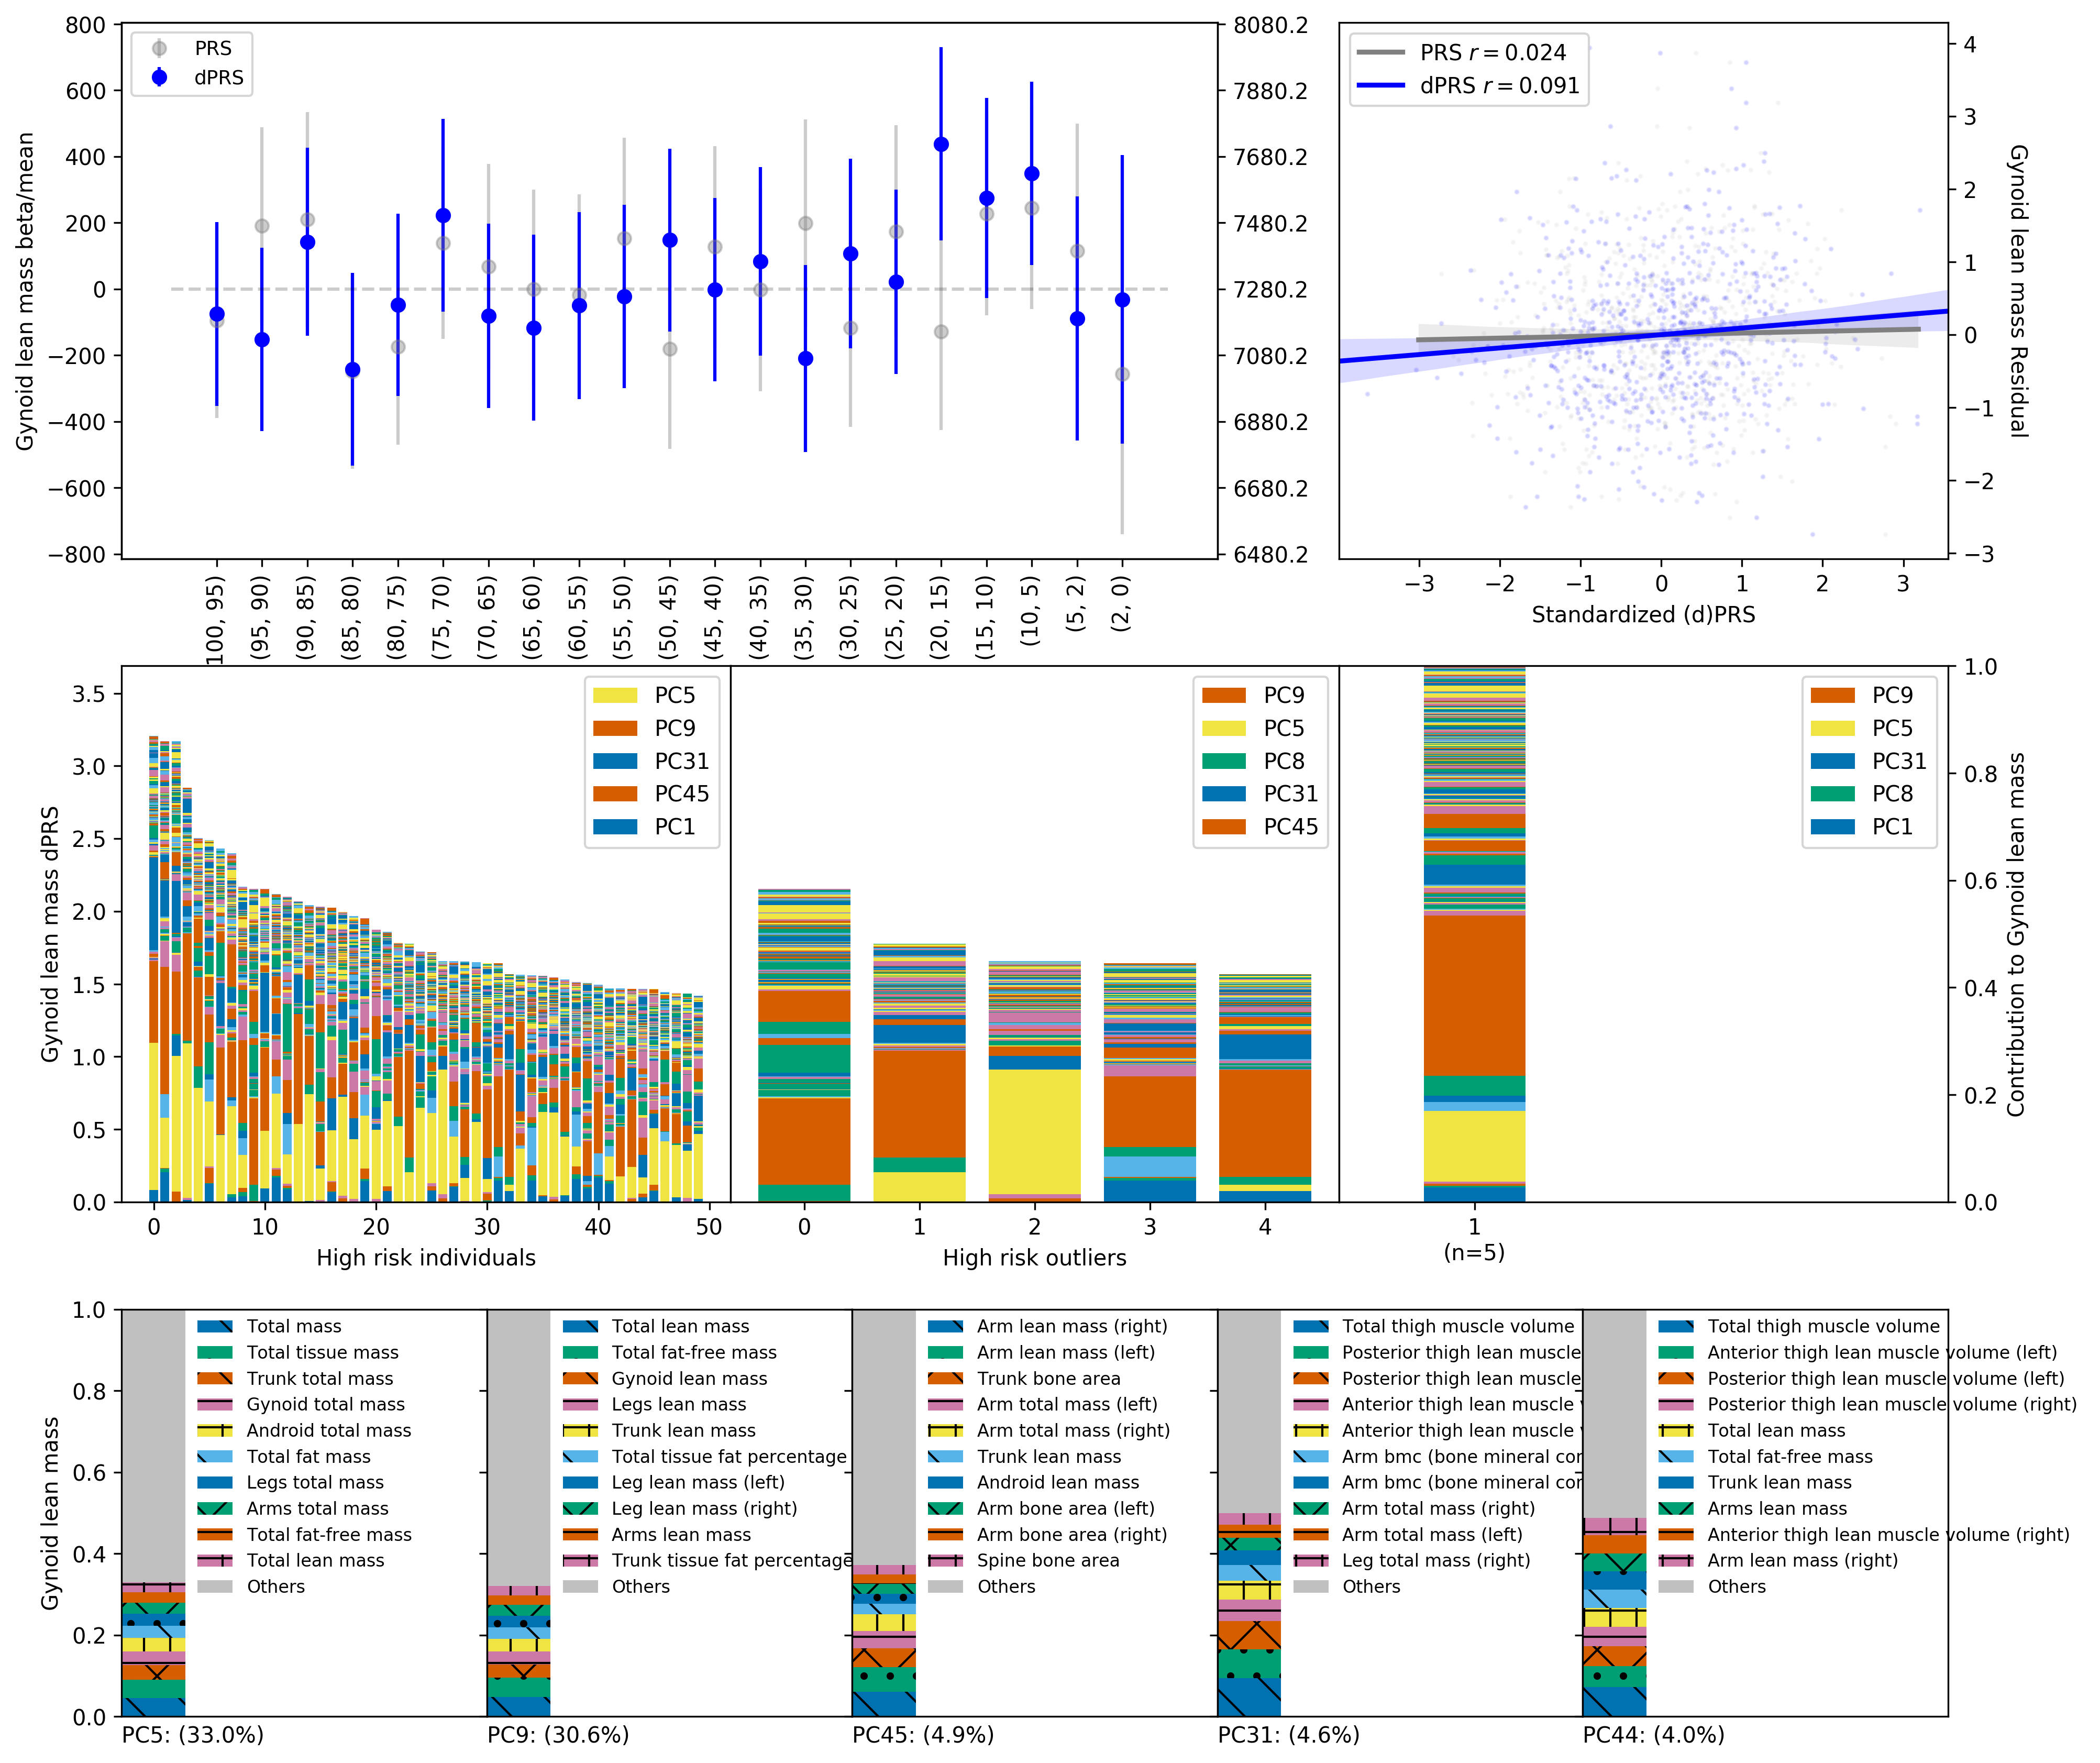 800
600
400
200
0
−200
−400
−600
−800
Gynoid lean mass beta/mean
PRS
dPRS
8080.2
7880.2
7680.2
7480.2
7280.2
7080.2
6880.2
6680.2
6480.2
100, 95)
(95, 90)
(90, 85)
(85, 80)
(80, 75)
(75, 70)
(70, 65)
(65, 60)
(60, 55)
(55, 50)
(45, 45)
(45, 40)
(40, 35)
(35, 30)
(30, 25)
(25, 20)
(20, 15)
(15, 10)
(10, 5)
(5, 2)
(2, 0)
PRS r = 0.024
dPRS r = 0.091
4
3
2
1
0
−1
−2
−3
Gynoid lean mass Residual
−3 −2 −1 0 1 2 3
Standardized (d)PRS
3.5
3.0
2.5
2.0
1.5
1.0
0.5
0.0
Gynoid lean mass dPRS
PC5
PC9
PC31
PC45
PC1
0 10 20 30 40 50
High risk individuals
PC9
PC5
PC8
PC31
PC45
0 1 2 3 4
High risk outliers
PC9
PC5
PC31
PC8
PC1
1
(n=5)
1.0
0.8
0.6
0.4
0.2
0.0
Contribution to Gynoid lean mass
1.0
0.8
0.6
0.4
0.2
0.0
Gynoid lean mass
Total mass
Total tissue mass
Trunk total mass
Gynoid total mass
Android total mass
Total fat mass
Legs total mass
Arms total mass
Total fat-free mass
Total lean mass
Others
PC5: (33.0%)
Total lean mass
Total fat-free mass
Gynoid lean mass
Legs lean mass
Trunk lean mass
Total tissue fat percentage
Leg lean mass (left)
Leg lean mass (right)
Arms lean mass
Trunk tissue fat percentage
Others
PC9: (30.6%)
Arm lean mass (right)
Arm lean mass (left)
Trunk bone area
Arm total mass (left)
Arm total mass (right)
Trunk lean mass
Android lean mass
Arm bone area (left)
Arm bone area (right)
Spine bone area
Others
PC45: (4.9%)
Total thigh muscle volume
Posterior thigh lean muscle
Posterior thigh lean muscle
Anterior thigh lean muscle
Anterior thigh lean muscle
Arm bmc (bone mineral con
Arm bmc (bone mineral con
Arm total mass (right)
Arm total mass (left)
Leg total mass (right)
Others
PC31: (4.6%)
Total thigh muscle volume
Anterior thigh lean muscle volume (left)
Posterior thigh lean muscle volume (left)
Posterior thigh lean muscle volume (right)
Total lean mass
Total fat-free mass
Trunk lean mass
Arms lean mass
Anterior thigh lean muscle volume (right)
Arm lean mass (right)
Others
PC44: (4.0%)